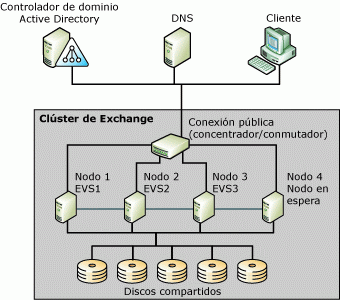 Controlador de dominio
Active Directory
DNS
Cliente
Clúster de Exchange
Conexión pública
(concentrador/conmutador)
Nodo 1
EVS1
Nodo 2
EVS2
Nodo 3
EVS3
Nodo 4
Nodo en
espera
Discos compartidos